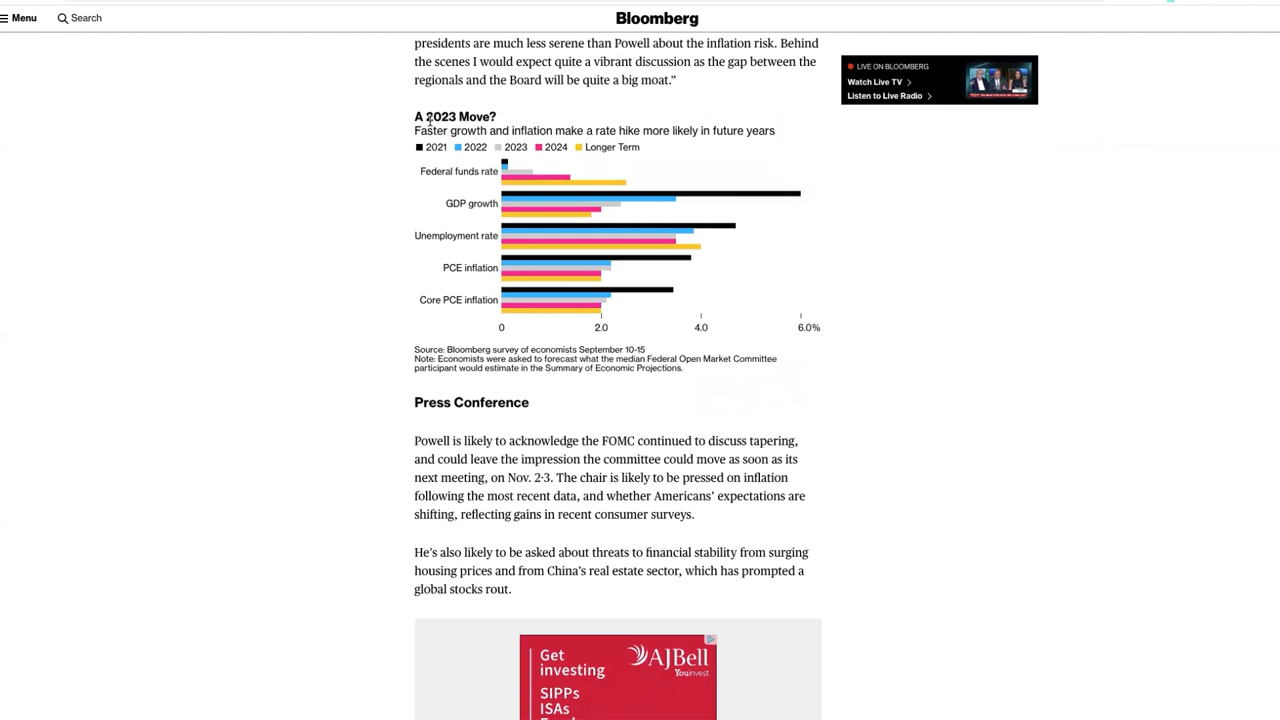 Menu
Search
Bloomberg
presidents are much less serene than Powell about the inflation risk. Behind
the scenes I would expect quite a vibrant discussion as the gap between the
regionals and the Board will be quite a big moat.”
LIVE ON BLOOMBERG
Watch Live TV >
Listen to Live Radio >
A 2023 Move?
Faster growth and inflation make a rate hike more likely in future years
2021 2022 2023 2024 Longer Term
Federal funds rate
GDP growth
Unemployment rate
PCE inflation
Core PCE inflation
0 2.0 4.0 6.0%
Source: Bloomberg survey of economists September 10-15
Note: Economists were asked to forecast what the median Federal Open Market Committee
participant would estimate in the Summary of Economic Projections.
Press Conference
Powell is likely to acknowledge the FOMC continued to discuss tapering,
and could leave the impression the committee could move as soon as its
next meeting, on Nov. 2-3. The chair is likely to be pressed on inflation
following the most recent data, and whether Americans’ expectations are
shifting, reflecting gains in recent consumer surveys.
He’s also likely to be asked about threats to financial stability from surging
housing prices and from China’s real estate sector, which has prompted a
global stocks rout.
Get
investing
AJBell
Youinvest
SIPPs
ISAs